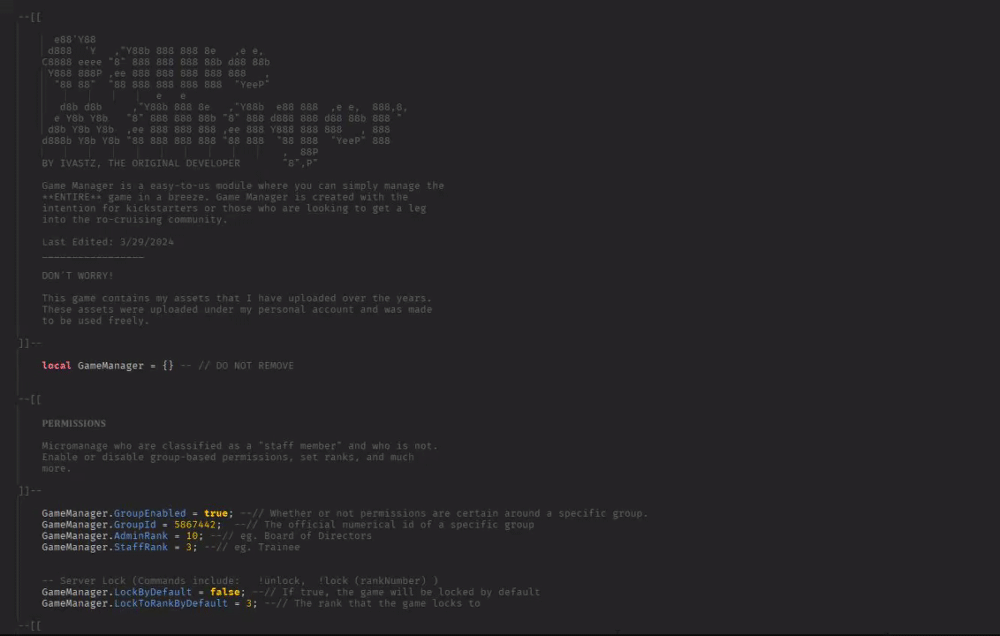 --[[
e88'Y88
d888  'Y   ,"Y88b 888 888 8e   ,e e,
C8888 eeee "8" 888 888 888 88b d88 88b
Y888 888P ,ee 888 888 888 888 888   ,
"88 88"  "88 888 888 888 888  "YeeP"
e   e
d8b d8b     ,"Y88b 888 8e   ,"Y88b  e88 888  ,e e,  888,8,
e Y8b Y8b   "8" 888 888 88b "8" 888 d888 888 d88 88b 888 "
d8b Y8b Y8b  ,ee 888 888 888 ,ee 888 Y888 888 888   , 888
d888b Y8b Y8b "88 888 888 888 "88 888  "88 888  "YeeP" 888
,  88P
BY IVASTZ, THE ORIGINAL DEVELOPER       "8",P"
Game Manager is a easy-to-us module where you can simply manage the
**ENTIRE** game in a breeze. Game Manager is created with the
intention for kickstarters or those who are looking to get a leg
into the ro-cruising community.
Last Edited: 3/29/2024
_________________
DON'T WORRY!
This game contains my assets that I have uploaded over the years.
These assets were uploaded under my personal account and was made
to be used freely.
]]--
local GameManager = {} -- // DO NOT REMOVE
--[[
PERMISSIONS
Micromanage who are classified as a "staff member" and who is not.
Enable or disable group-based permissions, set ranks, and much
more.
]]--
GameManager.GroupEnabled = true; --// Whether or not permissions are certain around a specific group.
GameManager.GroupId = 5867442;  --// The official numerical id of a specific group
GameManager.AdminRank = 10; --// eg. Board of Directors
GameManager.StaffRank = 3; --// eg. Trainee
-- Server Lock (Commands include:   !unlock,  !lock (rankNumber) )
GameManager.LockByDefault = false; --// If true, the game will be locked by default
GameManager.LockToRankByDefault = 3; --// The rank that the game locks to
--[[